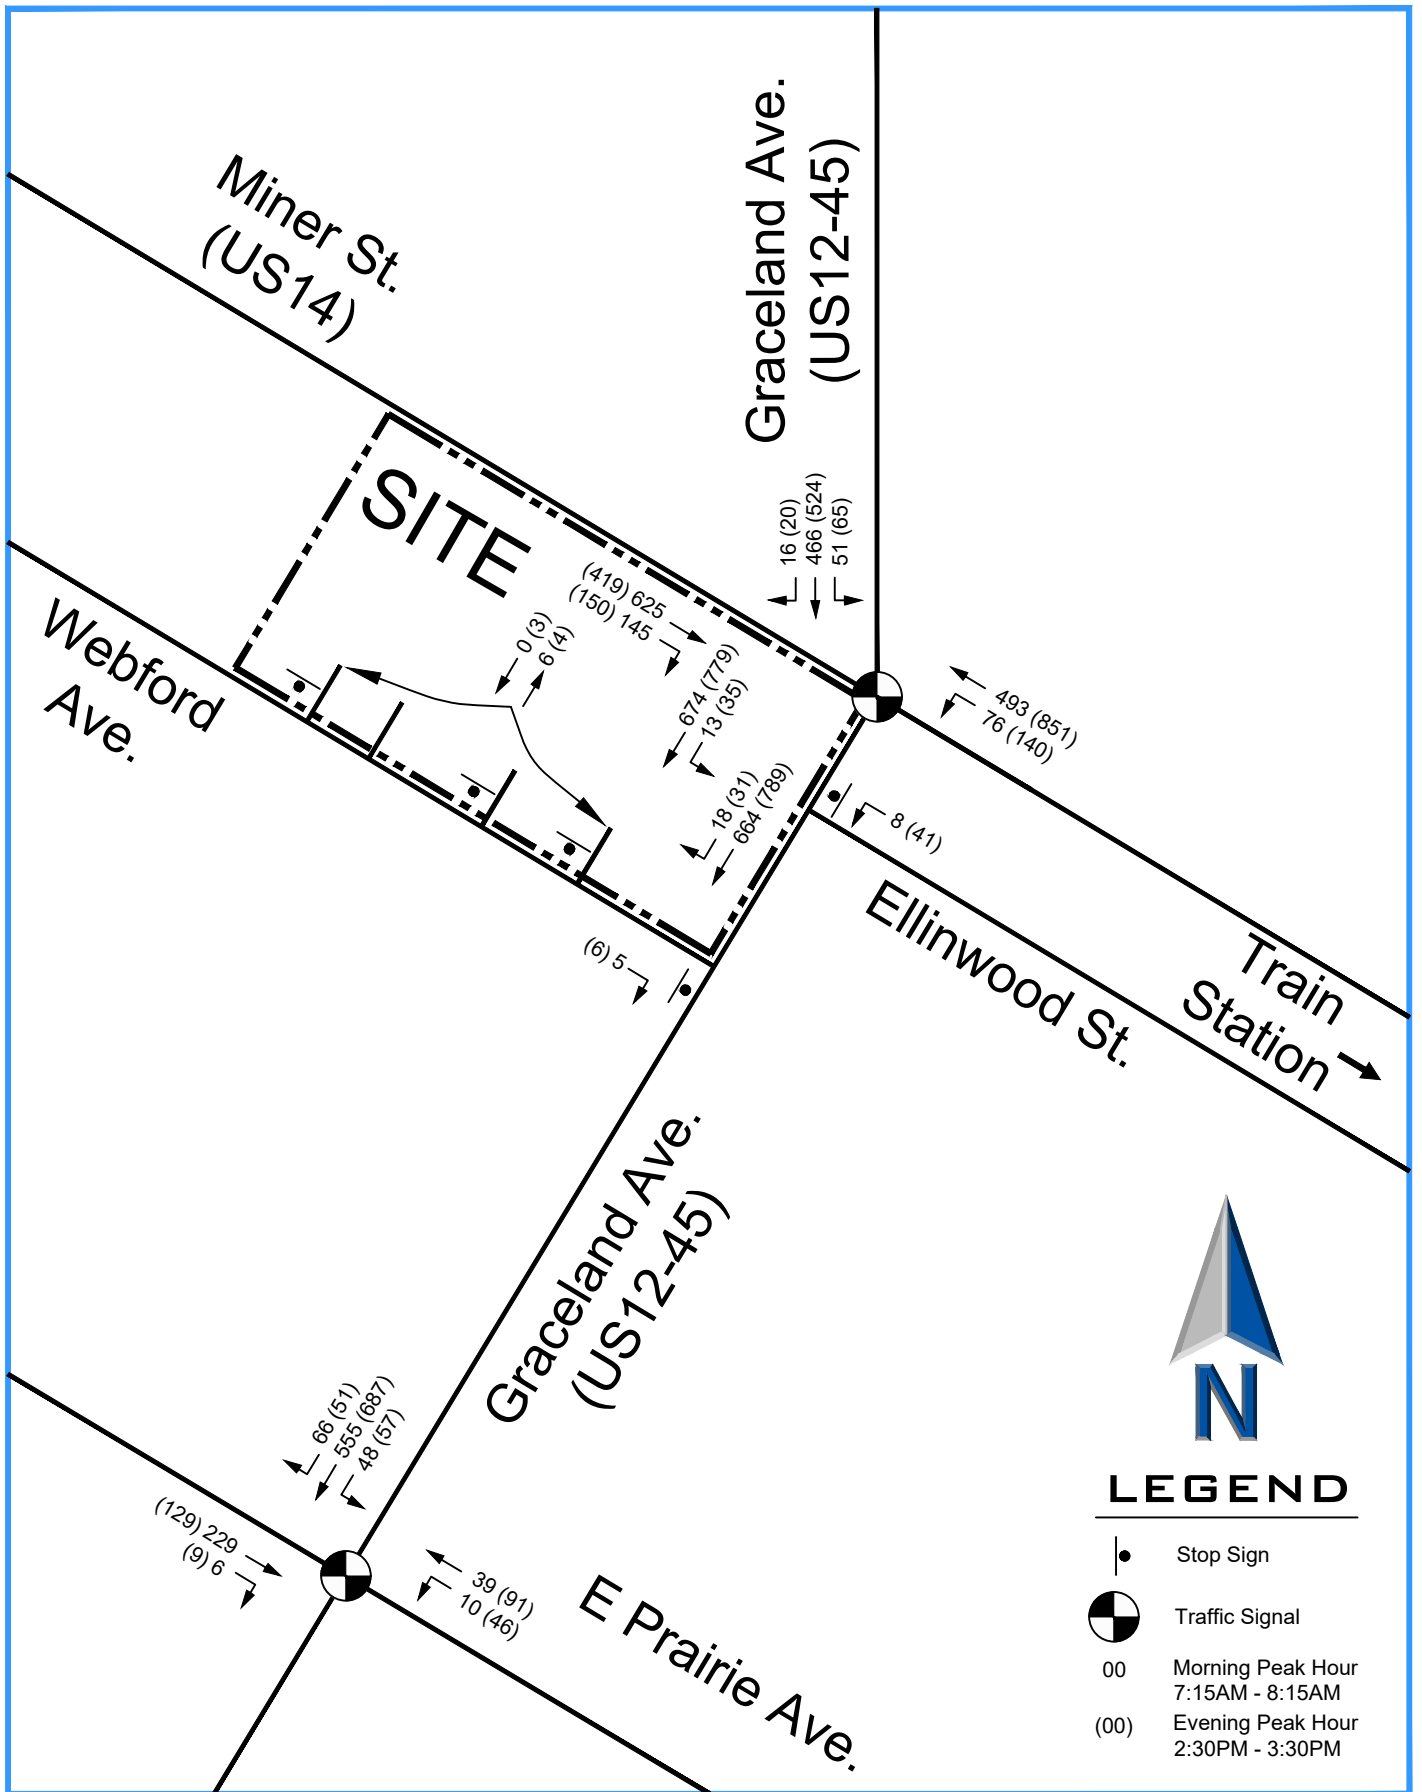 Graceland Ave.
(US12-45)
Miner St.
(US14)
SITE
16 (20)
466 (524)
51 (65)
(419) 625
(150) 145
0 (3)
6 (4)
674 (779)
13 (35)
493 (851)
76 (140)
Webford
Ave.
18 (31)
664 (789)
8 (41)
(6) 5
Ellinwood St.
Train
Station
Graceland Ave.
(US12-45)
66 (51)
555 (687)
48 (57)
(129) 229
(9) 6
39 (91)
10 (46)
E Prairie Ave.
N
LEGEND
Stop Sign
Traffic Signal
00 Morning Peak Hour
7:15AM - 8:15AM
(00) Evening Peak Hour
2:30PM - 3:30PM